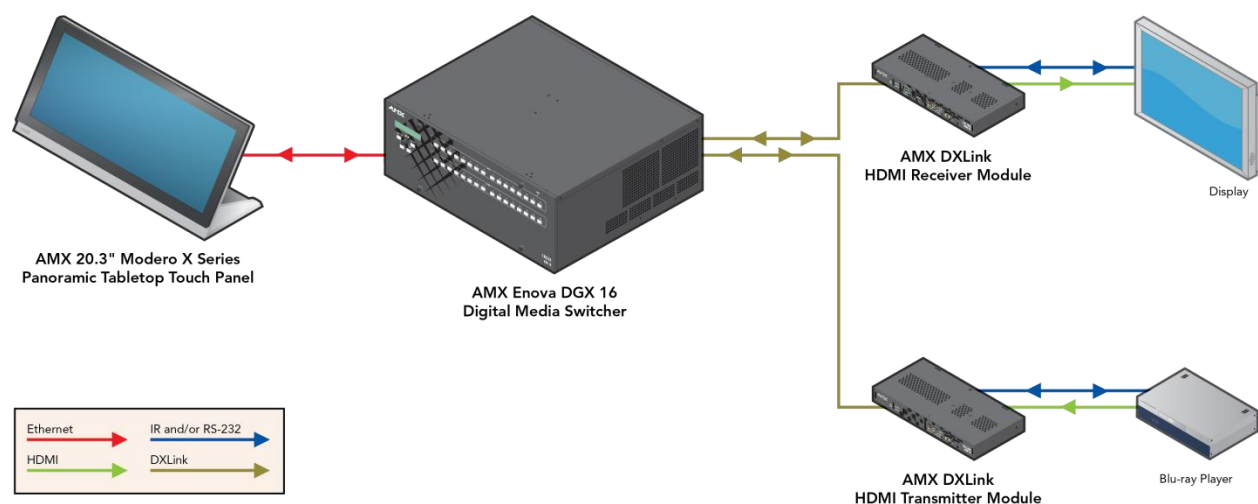 AMX
AMX 20.3" Modero X Series
Panoramic Tabletop Touch Panel
AMX Enova DGX 16
Digital Media Switcher
AMX DXLink
HDMI Receiver Module
Display
AMX DXLink
HDMI Transmitter Module
Blu-ray Player
Ethernet
IR and/or RS-232
HDMI
DXLink